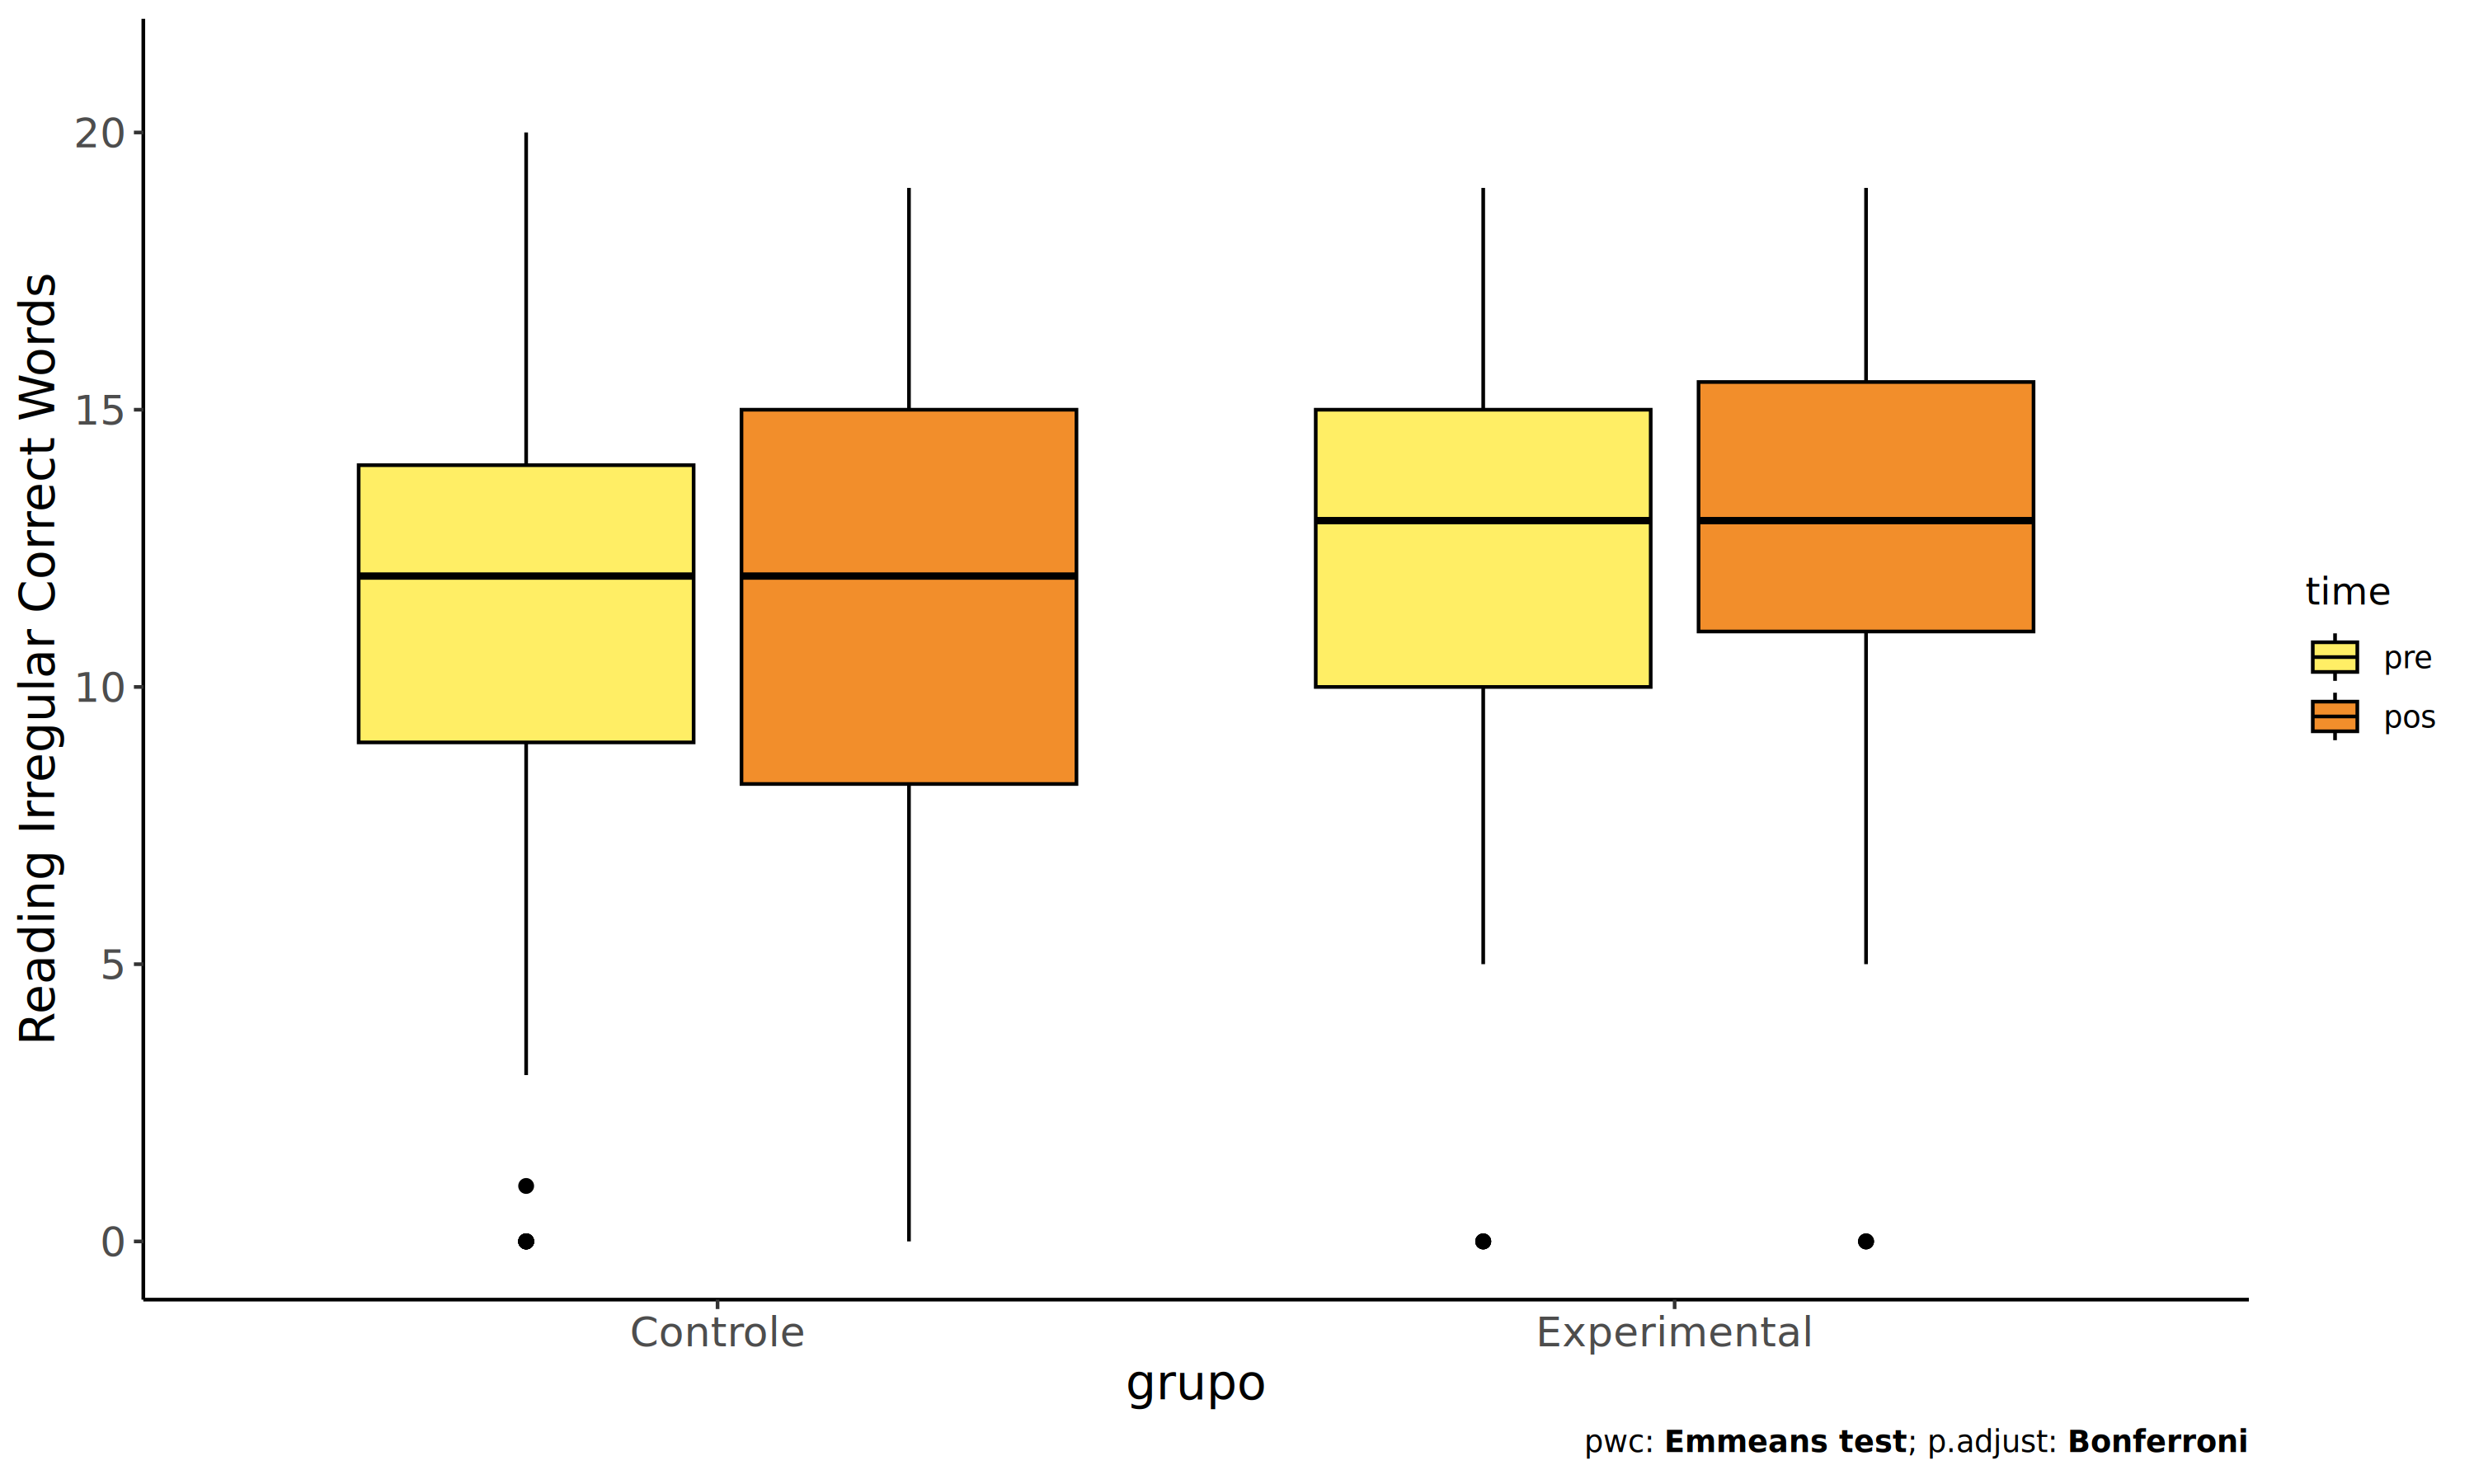 Reading Irregular Correct Words
20
15
10
5
0
Controle
Experimental
grupo
time
pre
pos
pwc: Emmeans test; p.adjust: Bonferroni